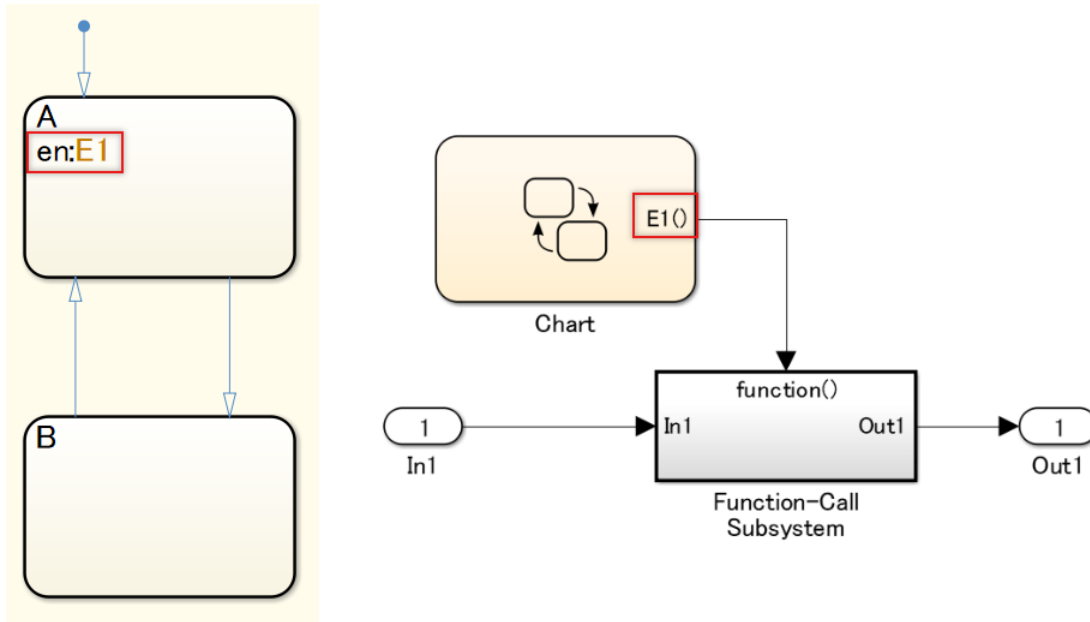 A
en:E1
B
E1()
Chart
function()
1
In1
In1
Out1
1
Out1
Function-Call
Subsystem